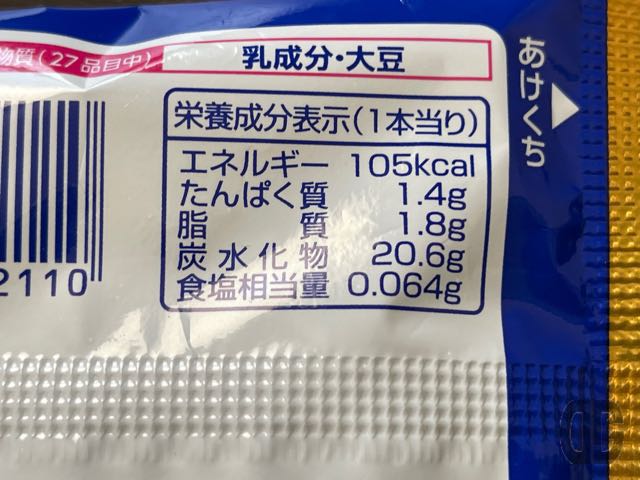 物質(27品目中)
乳成分・大豆
あけくち
栄養成分表示(1本当り)
エネルギー 105kcal
たんぱく質 1.4g
脂質 1.8g
炭水化物 20.6g
食塩相当量 0.064g
2110